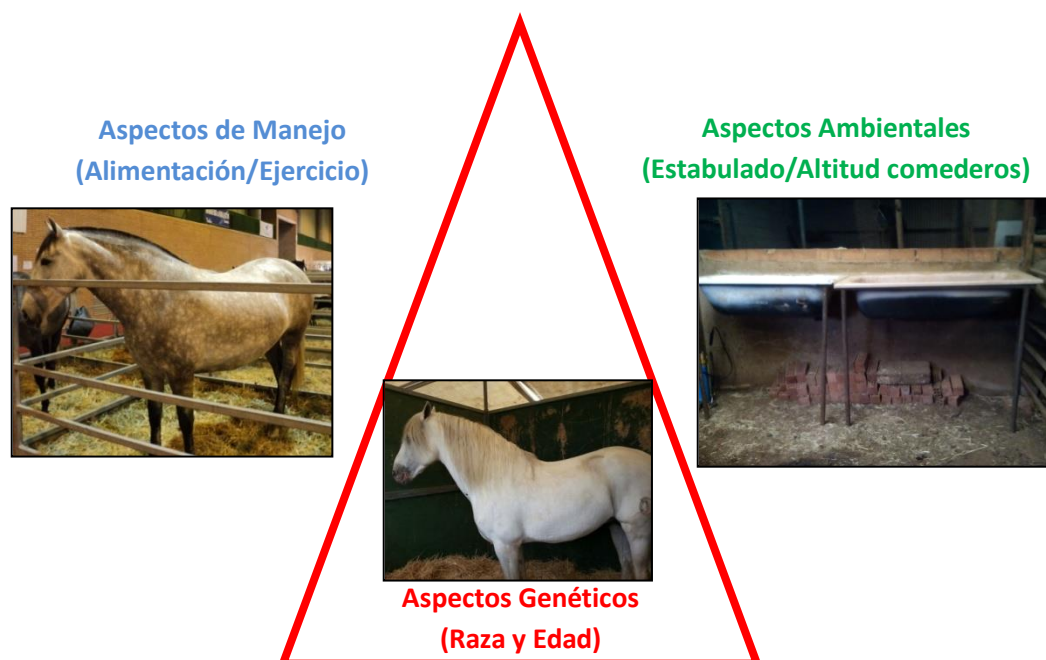 Aspectos de Manejo
(Alimentación/Ejercicio)
Aspectos Ambientales
(Estabulado/Altitud comederos)
Aspectos Genéticos
(Raza y Edad)